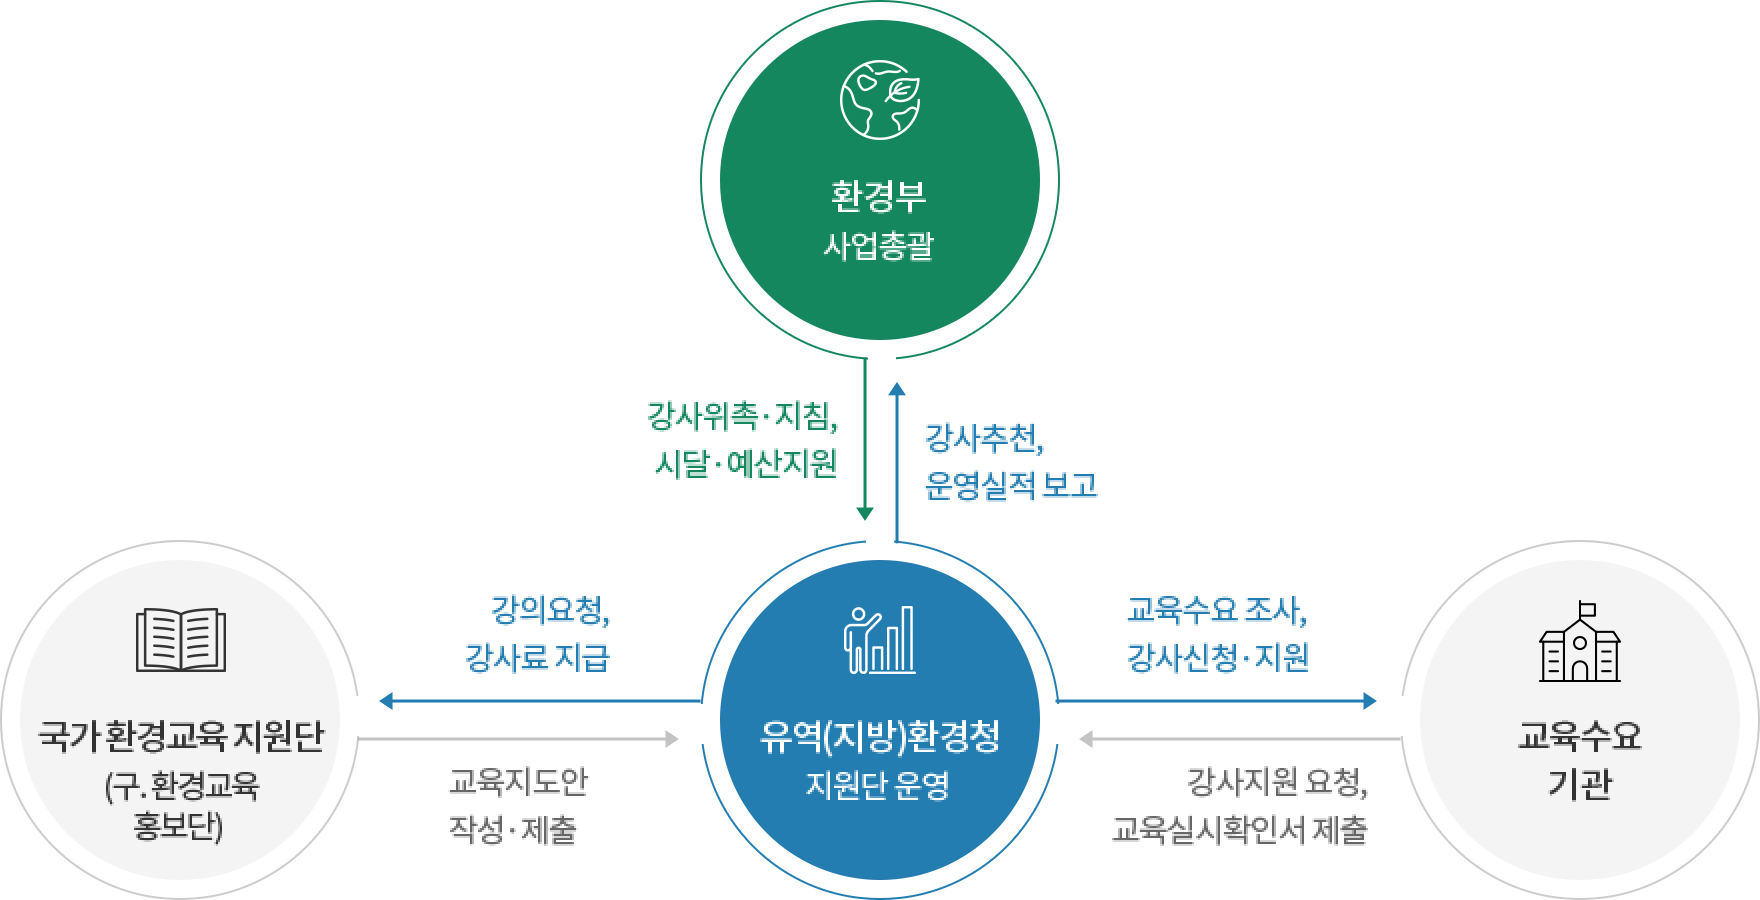 환경부
사업총괄
강사위촉·지침,
시달·예산지원
강사추천,
운영실적 보고
강의요청,
강사료 지급
교육수요 조사,
강사신청·지원
국가 환경교육 지원단
(구. 환경교육
홍보단)
유역(지방)환경청
지원단 운영
교육수요
기관
교육지도안
작성·제출
강사지원 요청,
교육실시확인서 제출